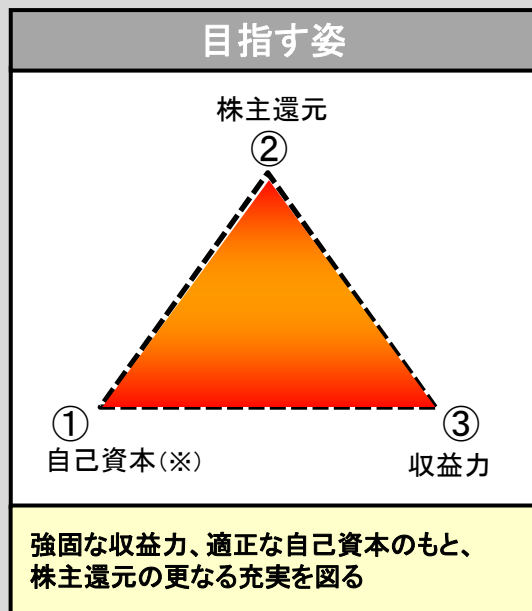 目指す姿
株主還元
②
①
自己資本(※)
③
収益力
強固な収益力、適正な自己資本のもと、
株主還元の更なる充実を図る